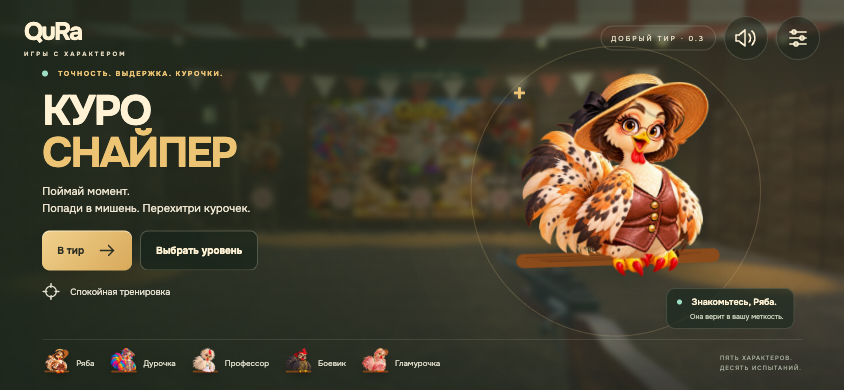 QuRa
ИГРЫ С ХАРАКТЕРОМ
ДОБРЫЙ ТИР · 0.3
ТОЧНОСТЬ. ВЫДЕРЖКА. КУРОЧКИ.
КУРО
СНАЙПЕР
Поймай момент.
Попади в мишень. Перехитри курочек.
В тир →
Выбрать уровень
Спокойная тренировка
Знакомьтесь, Ряба.
Она верит в вашу меткость.
Ряба
Дурочка
Профессор
Боевик
Гламурочка
ПЯТЬ ХАРАКТЕРОВ.
ДЕСЯТЬ ИСПЫТАНИЙ.